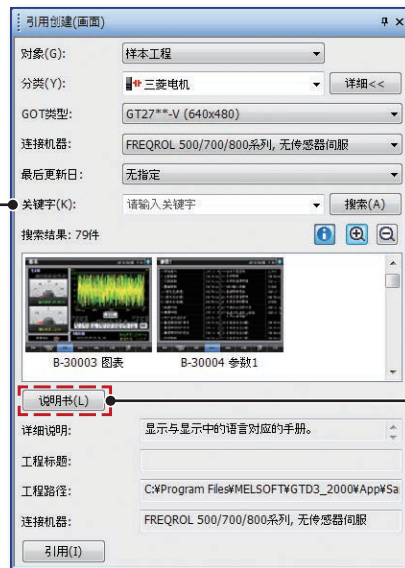 引用创建(画面)
对象(G): 样本工程
分类(Y): 三菱电机 详细<<
GOT类型: GT27**-V (640x480)
连接机器: FREQROL 500/700/800系列, 无传感器伺服
最后更新日: 无指定
关键字(K): 请输入关键字 搜索(A)
搜索结果: 79件
B-30003 图表 B-30004 参数1
说明书(L)
详细说明: 显示与显示中的语言对应的手册。
工程标题:
工程路径: C:¥Program Files¥MELSOFT¥GTD3_2000¥App¥Sa
连接机器: FREQROL 500/700/800系列, 无传感器伺服
引用(I)